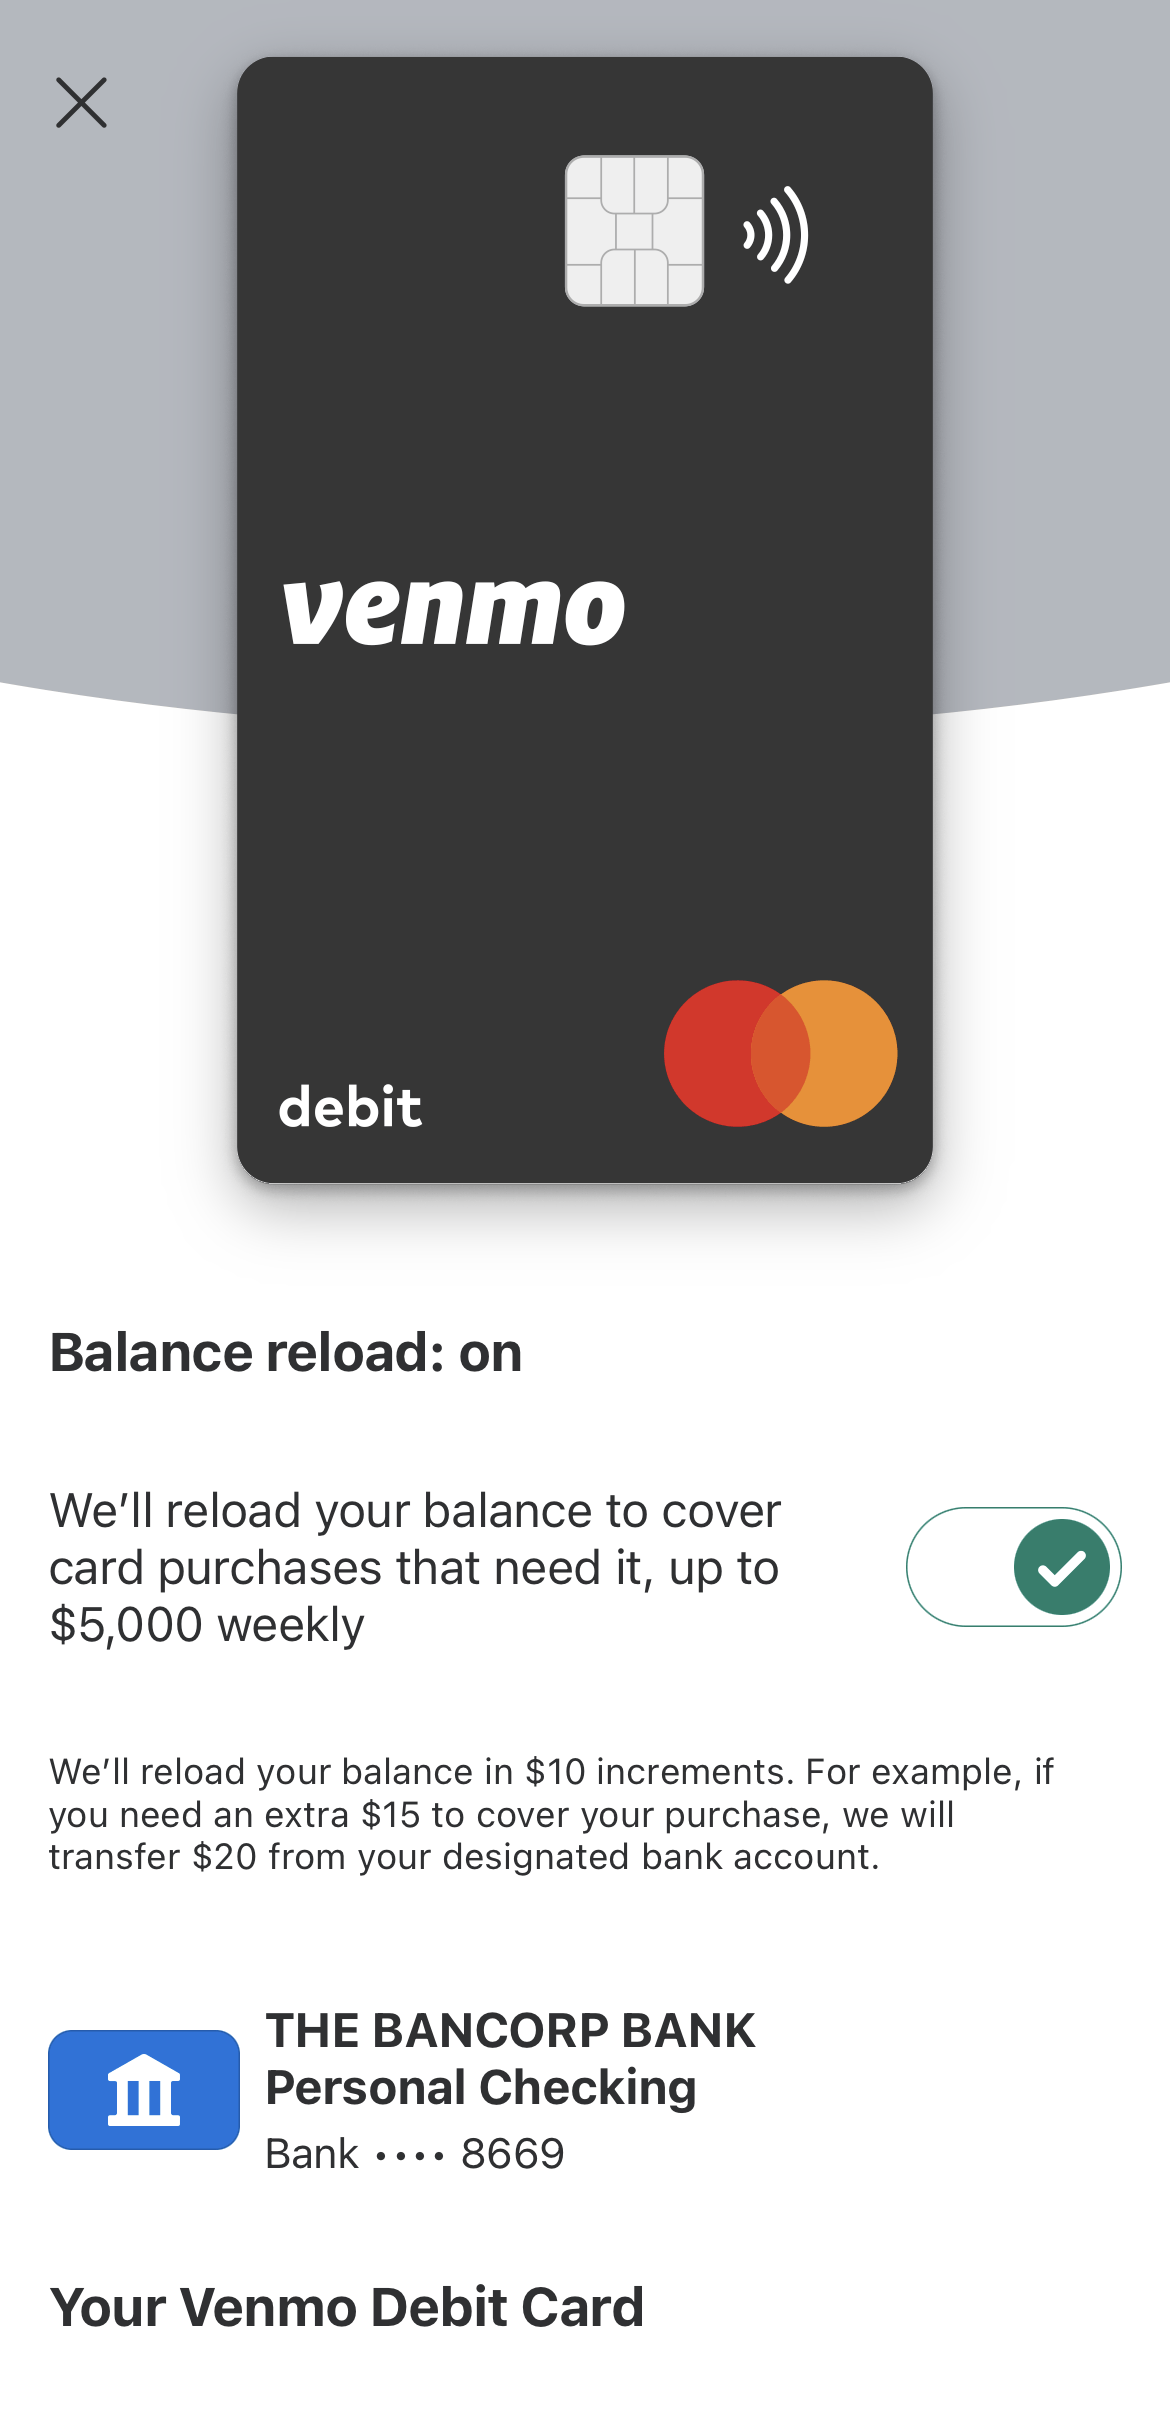 venmo
debit
Balance reload: on
We’ll reload your balance to cover
card purchases that need it, up to
$5,000 weekly
We’ll reload your balance in $10 increments. For example, if
you need an extra $15 to cover your purchase, we will
transfer $20 from your designated bank account.
THE BANCORP BANK
Personal Checking
Bank •••• 8669
Your Venmo Debit Card